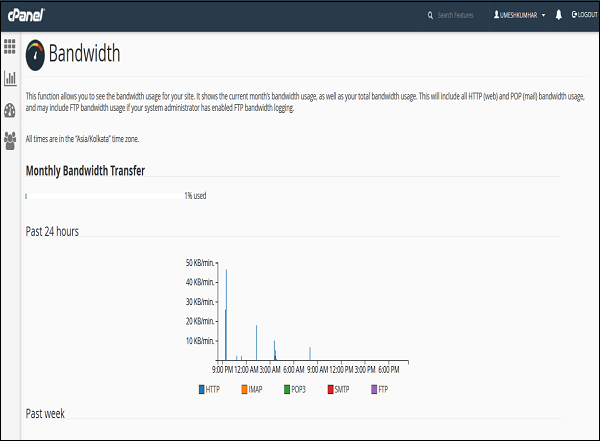 cPanel
Search Features
UMESHKUMHAR
LOGOUT
Bandwidth
This function allows you to see the bandwidth usage for your site. It shows the current month's bandwidth usage, as well as your total bandwidth usage. This will include all HTTP (web) and POP (mail) bandwidth usage,
and may include FTP bandwidth usage if your system administrator has enabled FTP bandwidth logging.
All times are in the "Asia/Kolkata" time zone.
Monthly Bandwidth Transfer
1% used
Past 24 hours
50 KB/min.
40 KB/min.
30 KB/min.
20 KB/min.
10 KB/min.
9:00 PM 12:00 AM 3:00 AM 6:00 AM 9:00 AM 12:00 PM 3:00 PM 6:00 PM
HTTP IMAP POP3 SMTP FTP
Past week